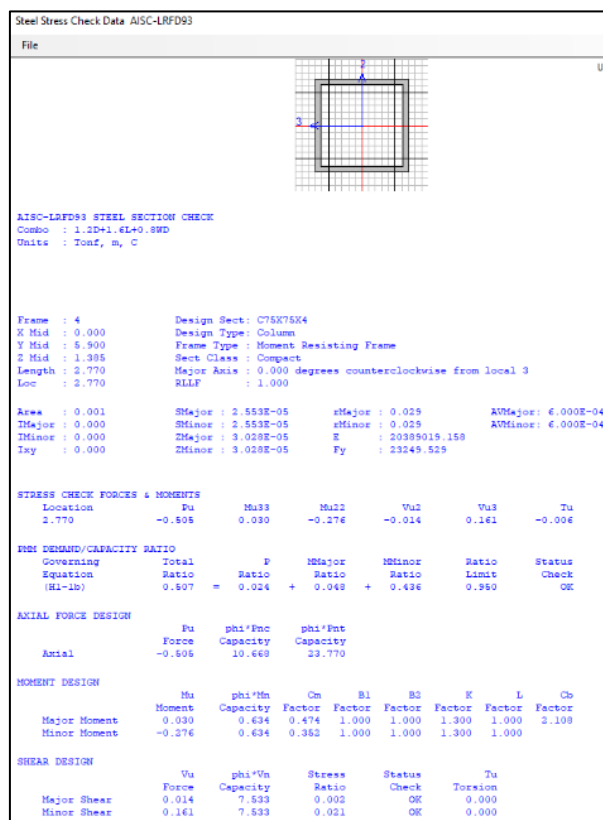 Steel Stress Check Data AISC-LRFD93
File
U
2
3
AISC-LRFD93 STEEL SECTION CHECK
Combo : 1.2D+1.6L+0.8WD
Units : Tonf, m, C
Frame : 4 Design Sect: C75X75X4
X Mid : 0.000 Design Type: Column
Y Mid : 5.900 Frame Type : Moment Resisting Frame
Z Mid : 1.385 Sect Class : Compact
Length : 2.770 Major Axis : 0.000 degrees counterclockwise from local 3
Loc : 2.770 RLLF : 1.000
Area : 0.001 SMajor : 2.553E-05 rMajor : 0.029 AVMajor: 6.000E-04
IMajor : 0.000 SMinor : 2.553E-05 rMinor : 0.029 AVMinor: 6.000E-04
IMinor : 0.000 ZMajor : 3.028E-05 E : 20389019.158
Ixy : 0.000 ZMinor : 3.028E-05 Fy : 23249.529
STRESS CHECK FORCES & MOMENTS
Location Pu Mu33 Mu22 Vu2 Vu3 Tu
2.770 -0.505 0.030 -0.276 -0.014 0.161 -0.006
PMM DEMAND/CAPACITY RATIO
Governing Total P MMajor MMinor Ratio Status
Equation Ratio Ratio Ratio Ratio Limit Check
(H1-1b) 0.507 = 0.024 + 0.048 + 0.436 0.950 OK
AXIAL FORCE DESIGN
Pu phi*Pnc phi*Pnt
Force Capacity Capacity
Axial -0.505 10.668 23.770
MOMENT DESIGN
Mu phi*Mn Cm B1 B2 K L Cb
Moment Capacity Factor Factor Factor Factor Factor Factor
Major Moment 0.030 0.634 0.474 1.000 1.000 1.300 1.000 2.108
Minor Moment -0.276 0.634 0.352 1.000 1.000 1.300 1.000
SHEAR DESIGN
Vu phi*Vn Stress Status Tu
Force Capacity Ratio Check Torsion
Major Shear 0.014 7.533 0.002 OK 0.000
Minor Shear 0.161 7.533 0.021 OK 0.000